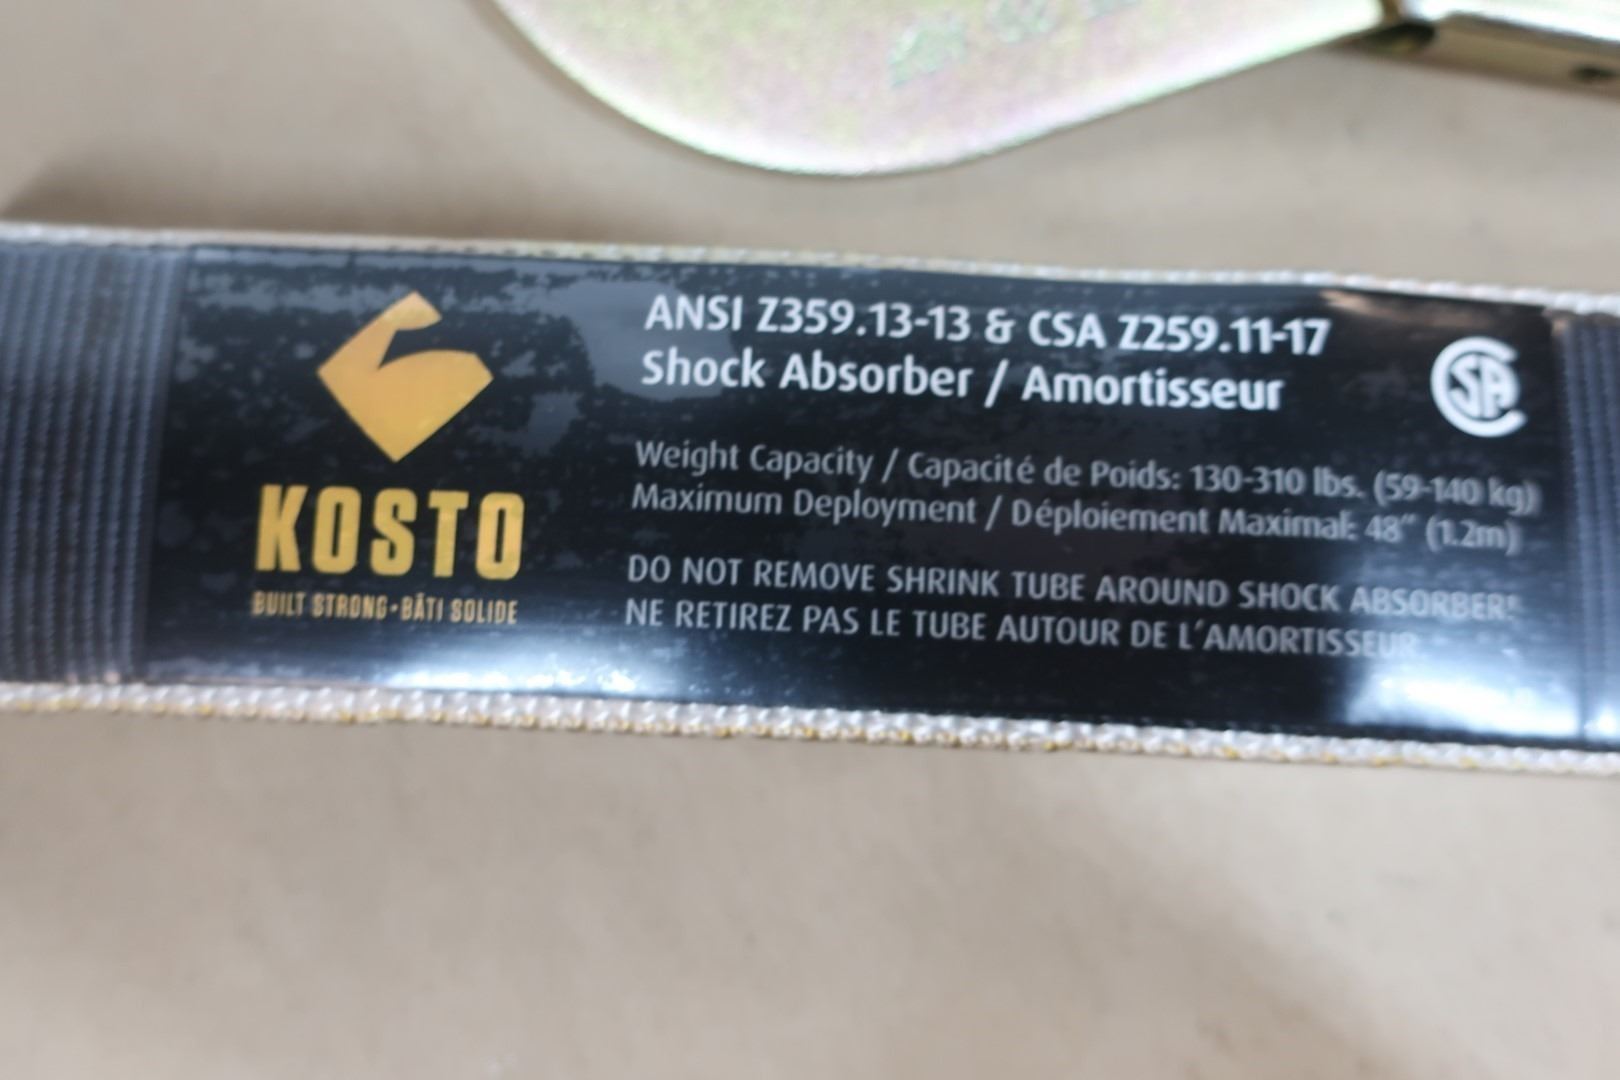 ANSI Z359.13-13 & CSA Z259.11-17
Shock Absorber / Amortisseur
CSA
Weight Capacity / Capacité de Poids: 130-310 lbs. (59-140 kg)
Maximum Deployment / Déploiement Maximal: 48" (1.2m)
DO NOT REMOVE SHRINK TUBE AROUND SHOCK ABSORBER!
NE RETIREZ PAS LE TUBE AUTOUR DE L'AMORTISSEUR
KOSTO
BUILT STRONG•BÂTI SOLIDE